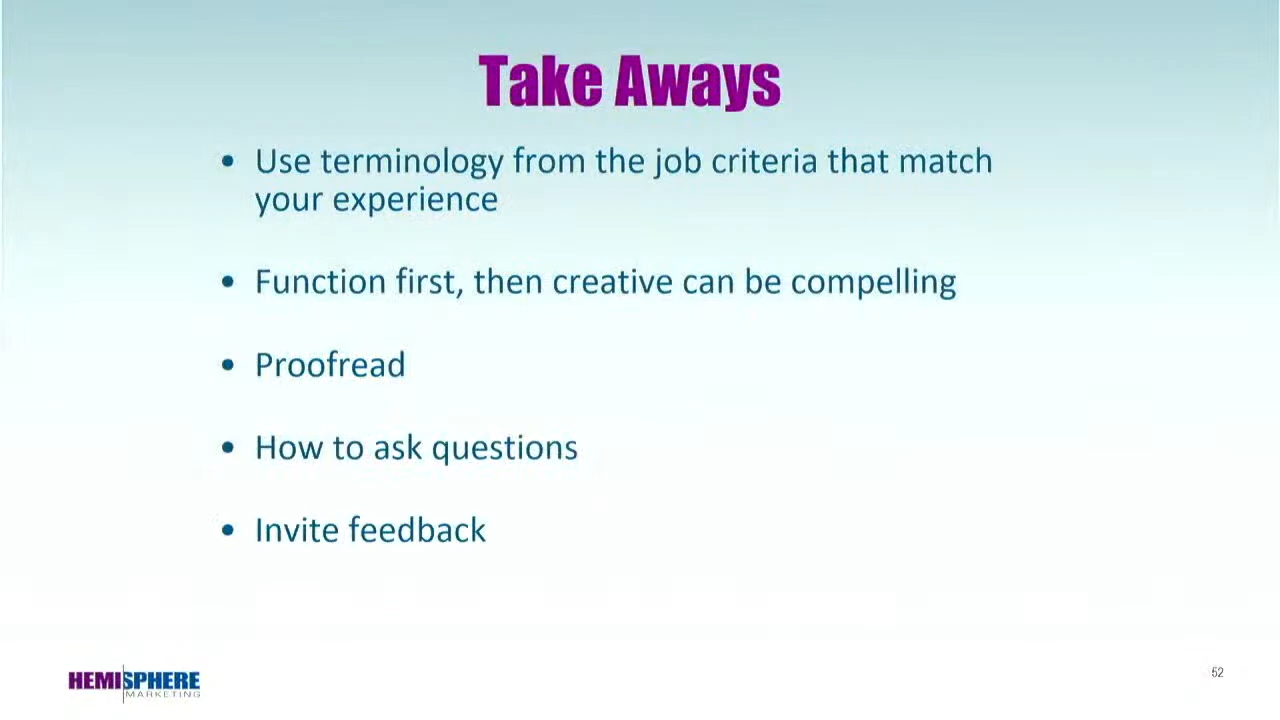 Take Aways
• Use terminology from the job criteria that match
your experience
• Function first, then creative can be compelling
• Proofread
• How to ask questions
• Invite feedback
HEMISPHERE
MARKETING
52